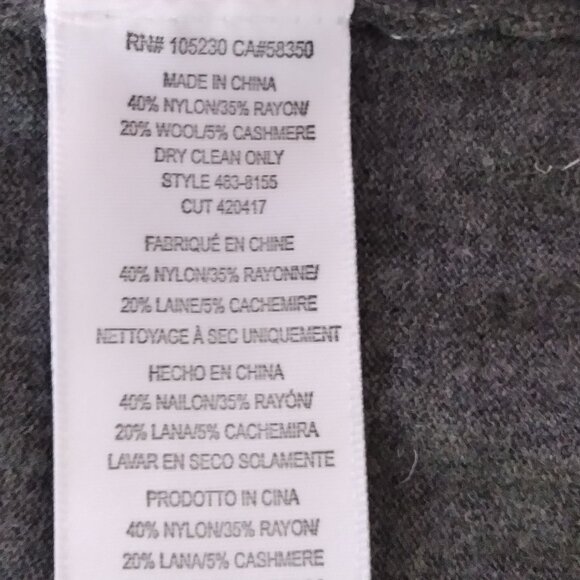 RN# 105230 CA#58350
MADE IN CHINA
40% NYLON/35% RAYON/
20% WOOL/5% CASHMERE
DRY CLEAN ONLY
STYLE 483-8155
CUT 420417
FABRIQUÉ EN CHINE
40% NYLON/35% RAYONNE/
20% LAINE/5% CACHEMIRE
NETTOYAGE À SEC UNIQUEMENT
HECHO EN CHINA
40% NAILON/35% RAYÓN/
20% LANA/5% CACHEMIRA
LAVAR EN SECO SOLAMENTE
PRODOTTO IN CINA
40% NYLON/35% RAYON/
20% LANA/5% CASHMERE